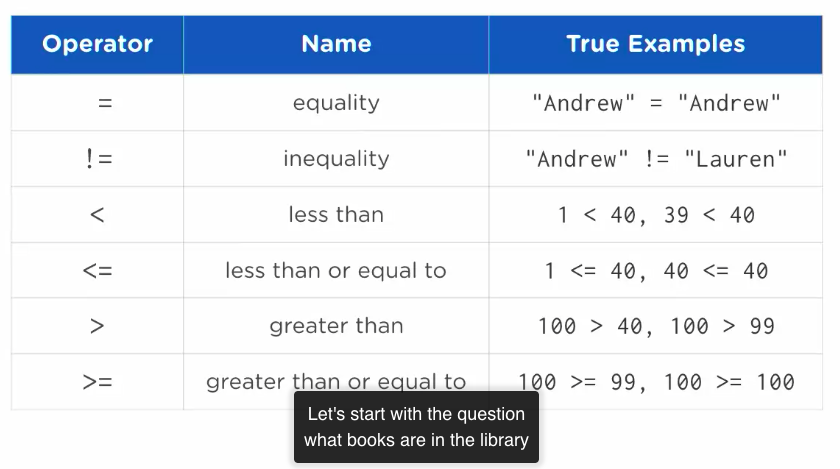 Operator Name True Examples
= equality "Andrew" = "Andrew"
!= inequality "Andrew" != "Lauren"
< less than 1 < 40, 39 < 40
<= less than or equal to 1 <= 40, 40 <= 40
> greater than 100 > 40, 100 > 99
>= greater than or equal to 100 >= 99, 100 >= 100
Let's start with the question
what books are in the library